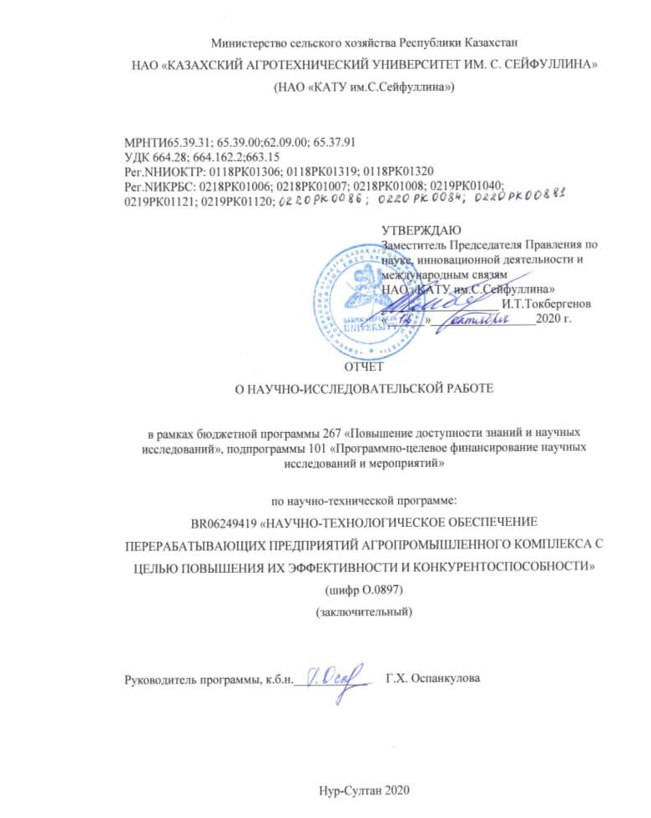 Министерство сельского хозяйства Республики Казахстан
НАО «КАЗАХСКИЙ АГРОТЕХНИЧЕСКИЙ УНИВЕРСИТЕТ ИМ. С. СЕЙФУЛЛИНА»
(НАО «КАТУ им.С.Сейфуллина»)
МРНТИ65.39.31; 65.39.00;62.09.00; 65.37.91
УДК 664.28; 664.162.2;663.15
Рег.NНИОКТР: 0118РК01306; 0118РК01319; 0118РК01320
Рег.NИКРБС: 0218РК01006; 0218РК01007; 0218РК01008; 0219РК01040;
0219РК01121; 0219РК01120; 0220РК0086; 0220РК0084; 0220РК00881
УТВЕРЖДАЮ
Заместитель Председателя Правления по
науке, инновационной деятельности и
международным связям
НАО «КАТУ им.С.Сейфуллина»
И.Т.Токбергенов
« » сентября 2020 г.
UNIVERSITY
ОТЧЕТ
О НАУЧНО-ИССЛЕДОВАТЕЛЬСКОЙ РАБОТЕ
в рамках бюджетной программы 267 «Повышение доступности знаний и научных
исследований», подпрограммы 101 «Программно-целевое финансирование научных
исследований и мероприятий»
по научно-технической программе:
BR06249419 «НАУЧНО-ТЕХНОЛОГИЧЕСКОЕ ОБЕСПЕЧЕНИЕ
ПЕРЕРАБАТЫВАЮЩИХ ПРЕДПРИЯТИЙ АГРОПРОМЫШЛЕННОГО КОМПЛЕКСА С
ЦЕЛЬЮ ПОВЫШЕНИЯ ИХ ЭФФЕКТИВНОСТИ И КОНКУРЕНТОСПОСОБНОСТИ»
(шифр О.0897)
(заключительный)
Руководитель программы, к.б.н. Г.Х. Оспанкулова
Нур-Султан 2020